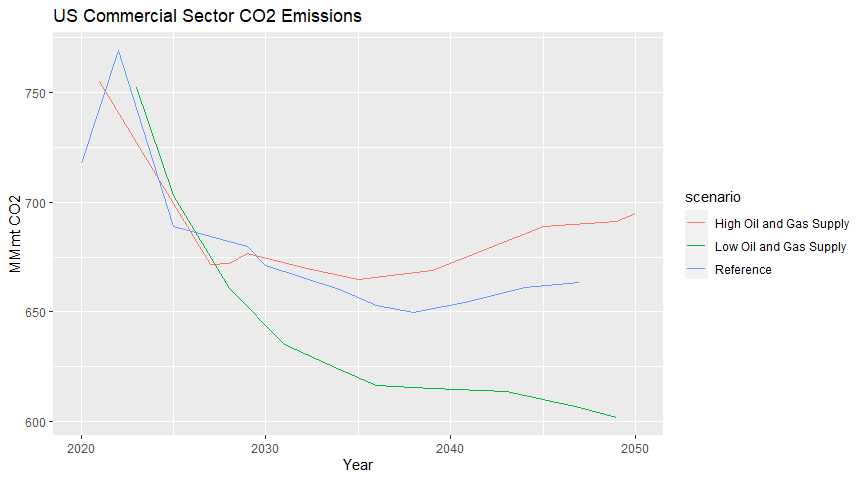 US Commercial Sector CO2 Emissions
MMmt CO2
750
700
650
600
2020
2030
2040
2050
Year
scenario
High Oil and Gas Supply
Low Oil and Gas Supply
Reference